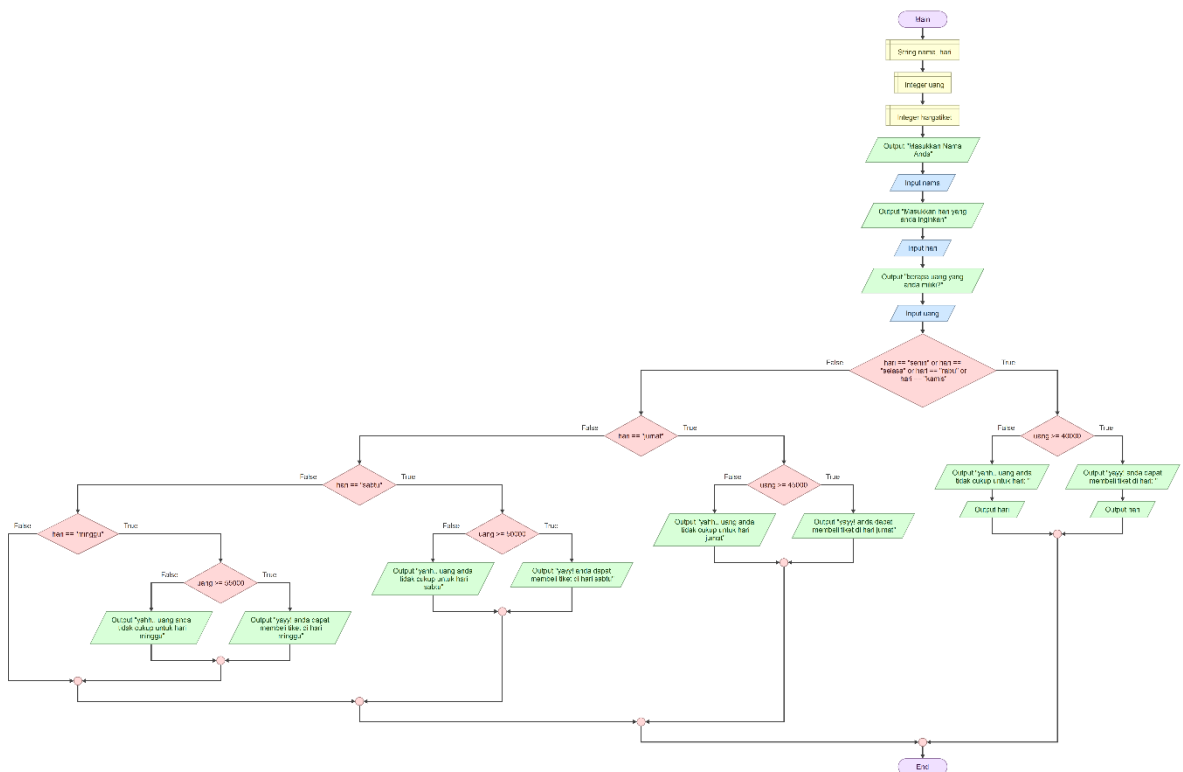 Main
String nama, hari
Integer uang
Integer hargatiket
Output "Masukkan Nama
Anda"
Input nama
Output "Masukkan hari yang
anda inginkan"
Input hari
Output "berapa uang yang
anda miliki?"
Input uang
False
hari == "senin" or hari ==
"selasa" or hari == "rabu" or
hari == "kamis"
True
False
hari == "jumat"
True
False
uang >= 40000
True
False
hari == "sabtu"
True
False
uang >= 45000
True
Output "yahh.. uang anda
tidak cukup untuk hari: "
Output "yayy! anda dapat
membeli tiket di hari: "
Output hari
Output hari
False
hari == "minggu"
True
False
uang >= 50000
True
Output "yahh.. uang anda
tidak cukup untuk hari
jumat"
Output "yayy! anda dapat
membeli tiket di hari jumat"
False
uang >= 55000
True
Output "yahh.. uang anda
tidak cukup untuk hari
sabtu"
Output "yayy! anda dapat
membeli tiket di hari sabtu"
Output "yahh.. uang anda
tidak cukup untuk hari
minggu"
Output "yayy! anda dapat
membeli tiket di hari
minggu"
End